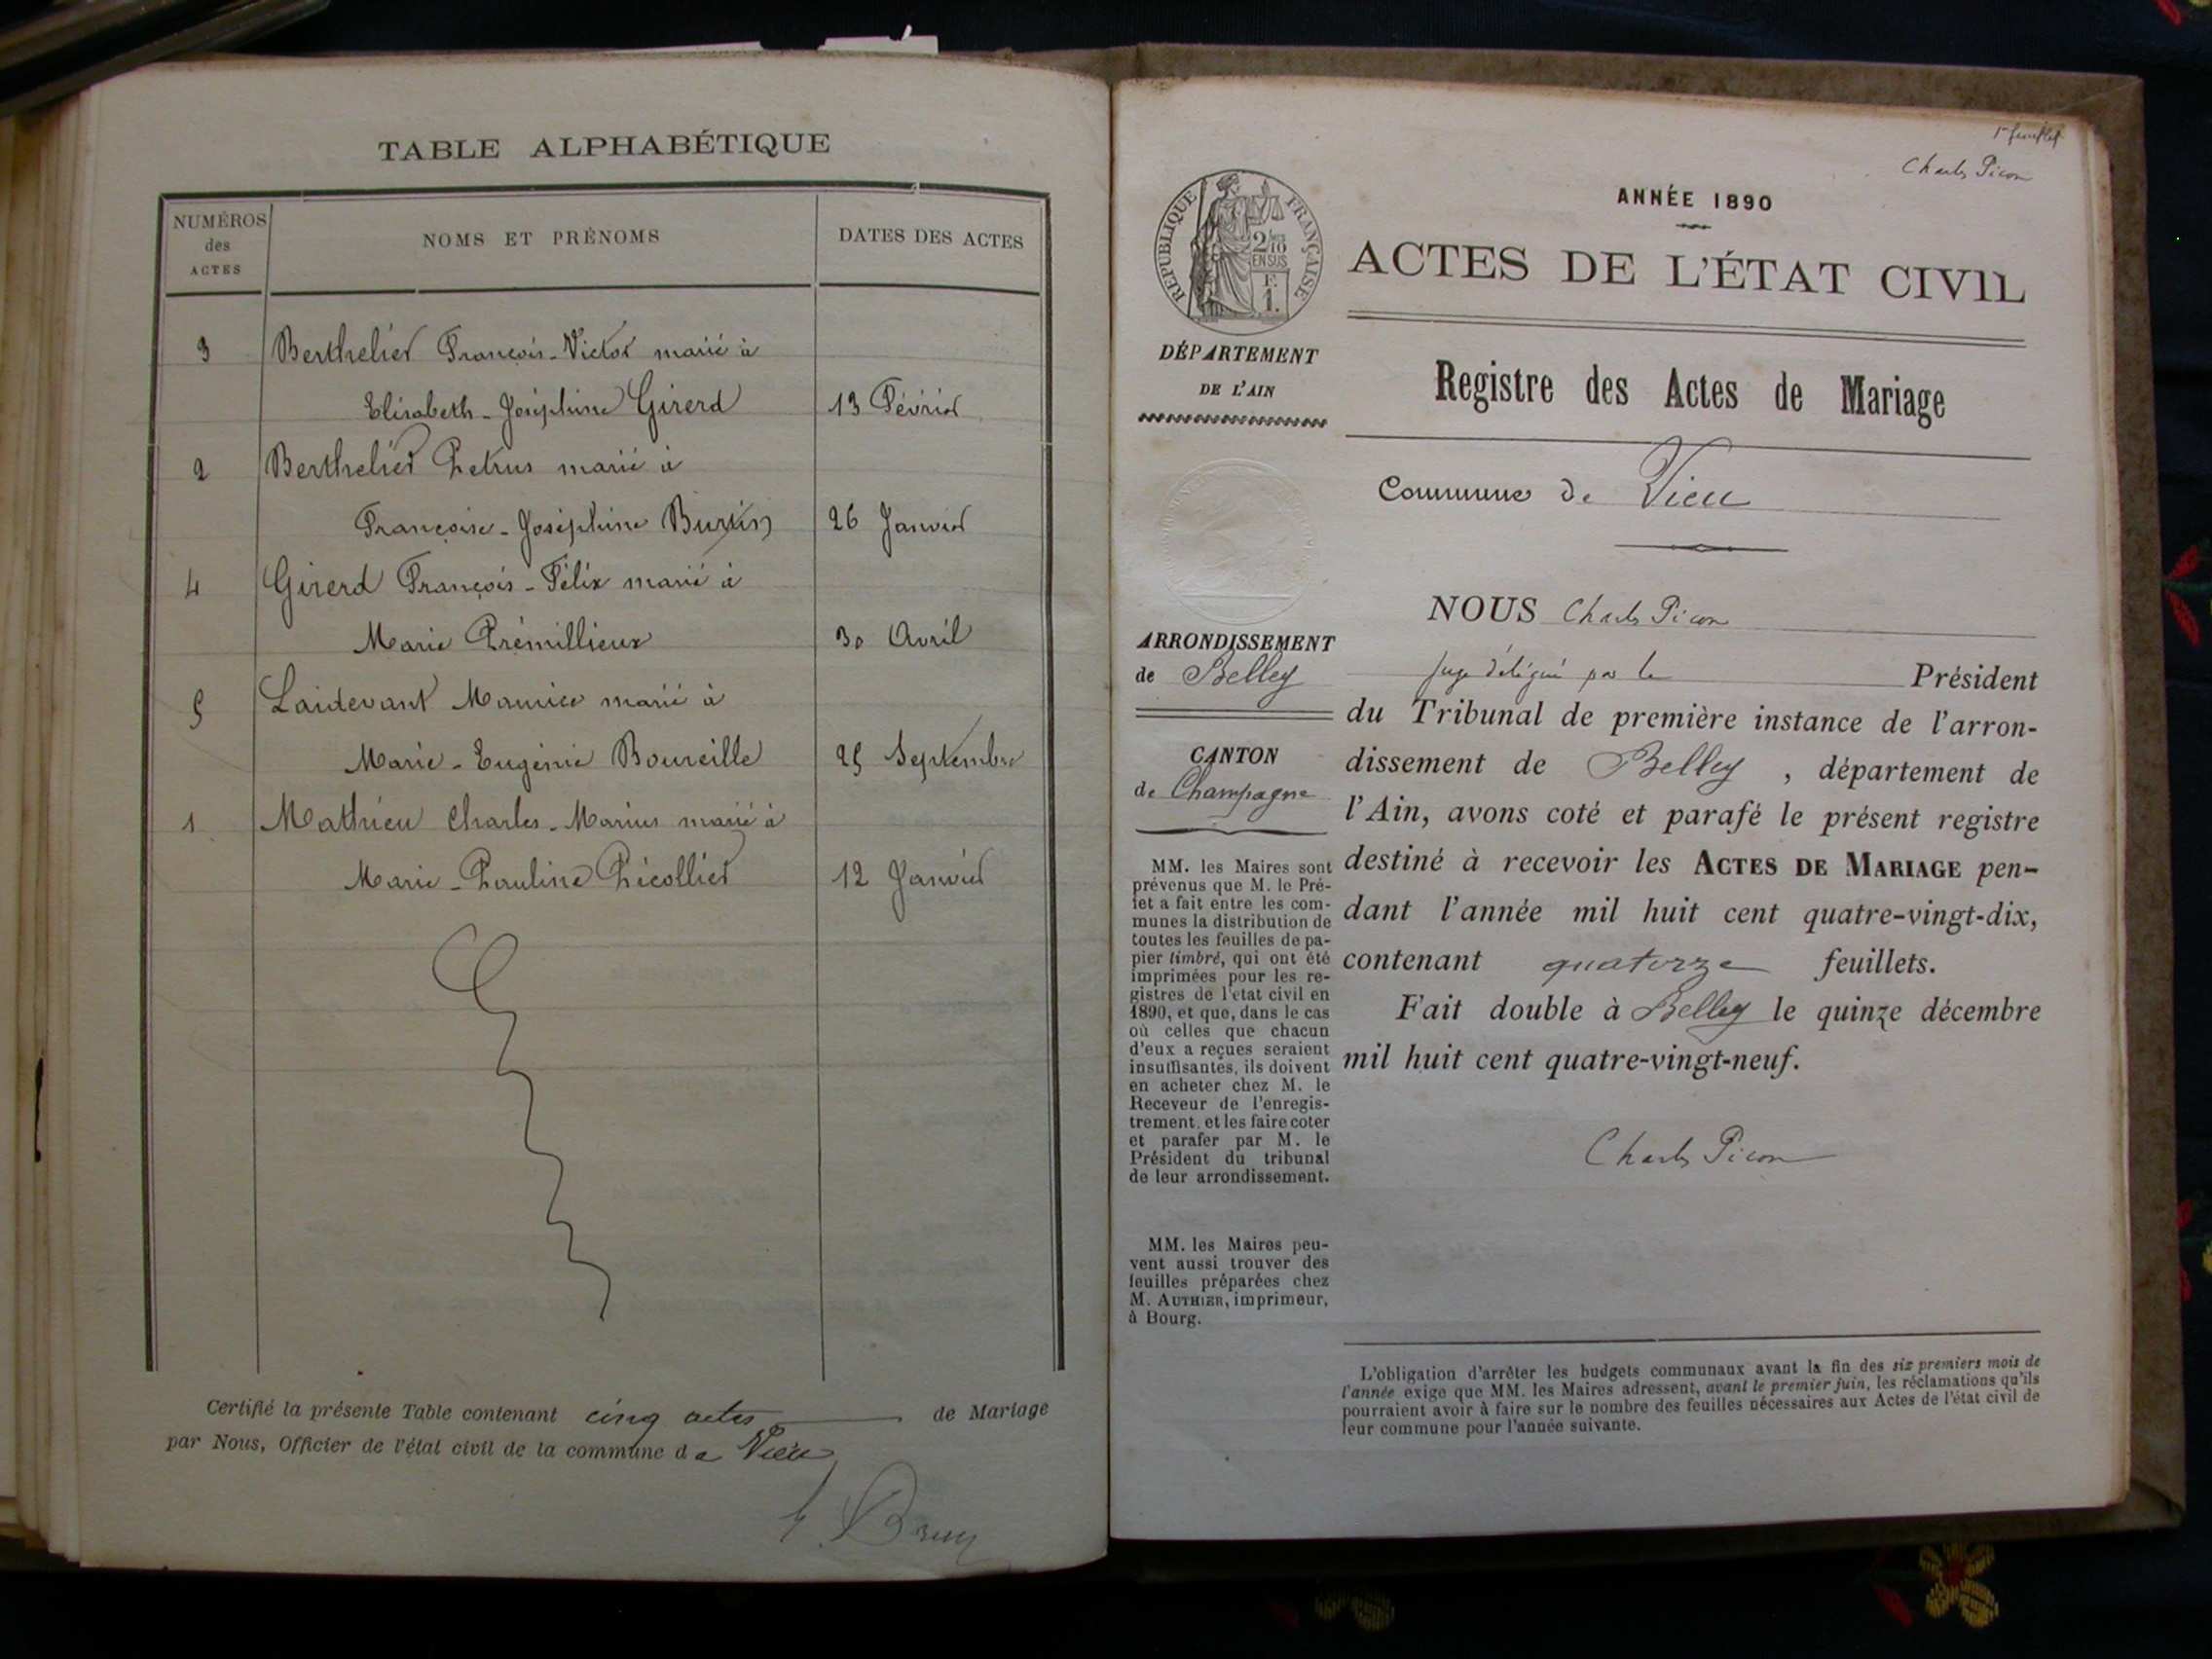 TABLE ALPHABÉTIQUE
NUMÉROS
des
ACTES
NOMS ET PRÉNOMS
DATES DES ACTES
3 Berthelier François-Victor marié à
Elisabeth-Joséphine Girerd 13 Février
2 Berthelier Petrus marié à
Françoise-Joséphine Burtin 26 Janvier
4 Girerd François-Félix marié à
Marie Prémillieux 30 Avril
5 Laidevant Maurice marié à
Marie-Eugénie Boureille 25 Septembre
1 Mathieu Charles-Marius marié à
Marie-Pauline Picollier 12 Janvier
Certifié la présente Table contenant cinq actes de Mariage
par Nous, Officier de l'état civil de la commune de Vieu
1er feuillet
Charles Picon
ANNÉE 1890
ACTES DE L'ÉTAT CIVIL
RÉPUBLIQUE FRANÇAISE
2/10
EN SUS
F.
1.
DÉPARTEMENT
DE L'AIN
Registre des Actes de Mariage
Commune de Vieu
NOUS Charles Picon
ARRONDISSEMENT
de Belley
juge délégué par le Président
du Tribunal de première instance de l'arron-
dissement de Belley, département de
l'Ain, avons coté et parafé le présent registre
destiné à recevoir les ACTES DE MARIAGE pen-
dant l'année mil huit cent quatre-vingt-dix,
contenant quatorze feuillets.
Fait double à Belley le quinze décembre
mil huit cent quatre-vingt-neuf.
Charles Picon
CANTON
de Champagne
MM. les Maires sont
prévenus que M. le Pré-
fet a fait entre les com-
munes la distribution de
toutes les feuilles de pa-
pier timbré, qui ont été
imprimées pour les re-
gistres de l'état civil en
1890, et que, dans le cas
où celles que chacun
d'eux a reçues seraient
insuffisantes, ils doivent
en acheter chez M. le
Receveur de l'enregis-
trement, et les faire coter
et parafer par M. le
Président du tribunal
de leur arrondissement.
MM. les Maires peu-
vent aussi trouver des
feuilles préparées chez
M. AUTHIER, imprimeur,
à Bourg.
L'obligation d'arrêter les budgets communaux avant la fin des six premiers mois de
l'année exige que MM. les Maires adressent, avant le premier juin, les réclamations qu'ils
pourraient avoir à faire sur le nombre des feuilles nécessaires aux Actes de l'état civil de
leur commune pour l'année suivante.